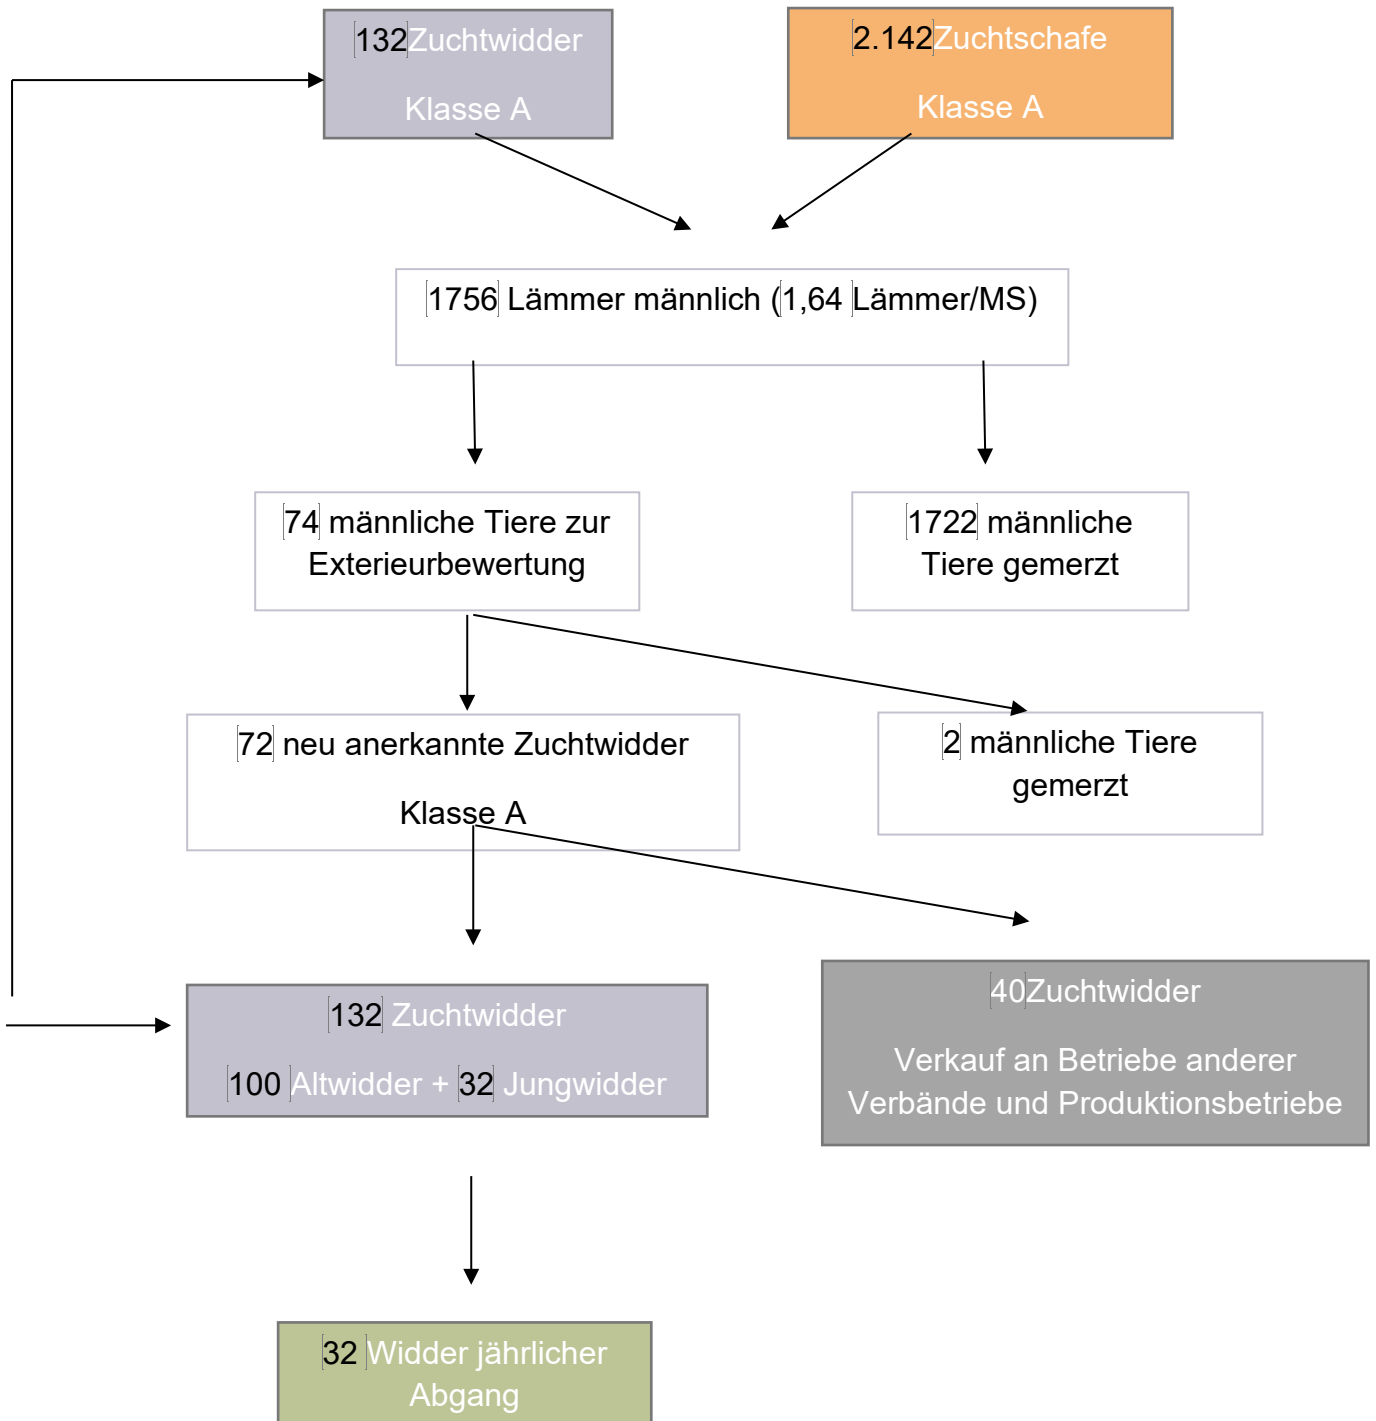 132Zuchtwidder
Klasse A
2.142Zuchtschafe
Klasse A
1756 Lämmer männlich (1,64 Lämmer/MS)
74 männliche Tiere zur
Exterieurbewertung
1722 männliche
Tiere gemerzt
72 neu anerkannte Zuchtwidder
Klasse A
2 männliche Tiere
gemerzt
132 Zuchtwidder
100 Altwidder + 32 Jungwidder
40Zuchtwidder
Verkauf an Betriebe anderer
Verbände und Produktionsbetriebe
32 Widder jährlicher
Abgang